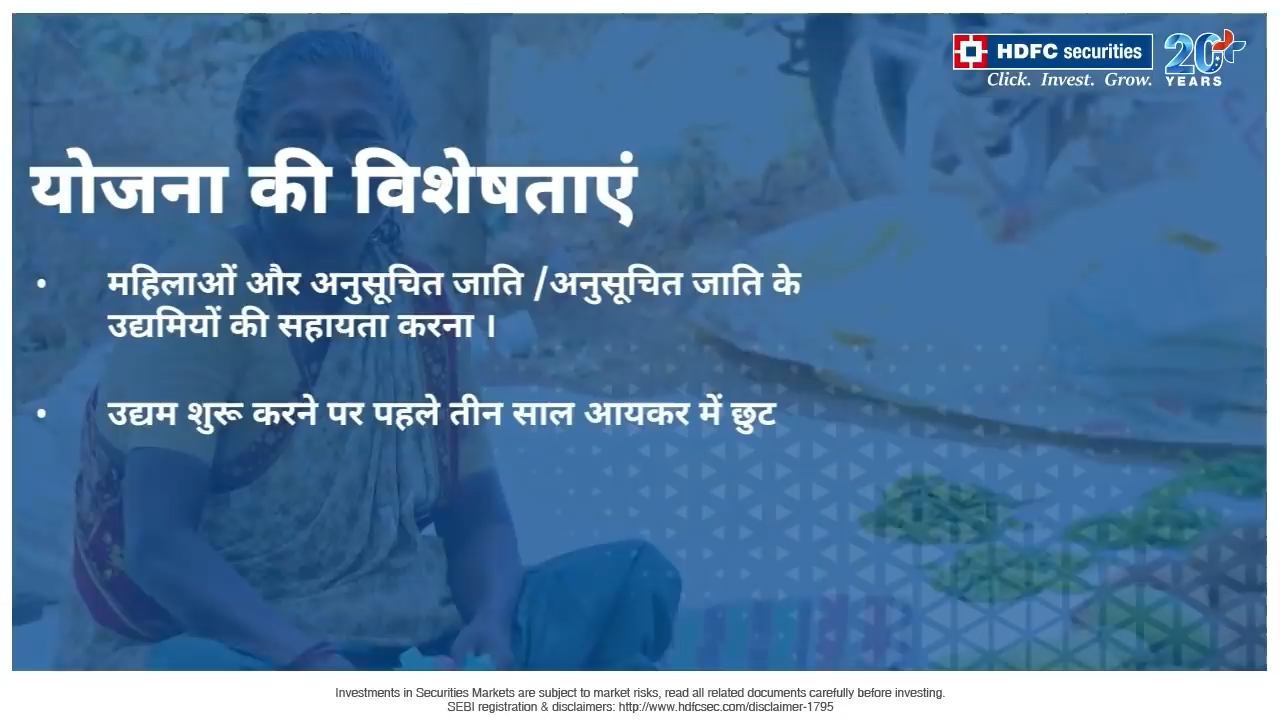 HDFC securities
Click. Invest. Grow.
20+
YEARS
योजना की विशेषताएं
• महिलाओं और अनुसूचित जाति /अनुसूचित जाति के
उद्यमियों की सहायता करना ।
• उद्यम शुरू करने पर पहले तीन साल आयकर में छुट
Investments in Securities Markets are subject to market risks, read all related documents carefully before investing.
SEBI registration & disclaimers: http://www.hdfcsec.com/disclaimer-1795